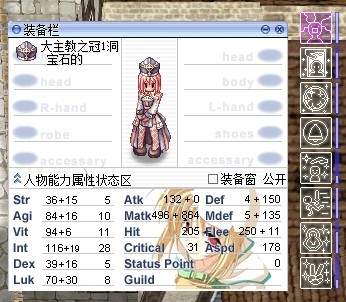 装备栏
大主教之冠1洞
宝石的
head
head
body
R-hand
L-hand
robe
shoes
accessary
accessary
人物能力属性状态区
装备窗 公开
Str 36+15 5 Atk 132 + 0 Def 4 + 150
Agi 84+16 10 Matk 496 + 864 Mdef 5 + 135
Vit 94+6 11 Hit 205 Flee 250 + 11
Int 116+19 28 Critical 31 Aspd 178
Dex 39+16 5 Status Point 0
Luk 70+30 8 Guild